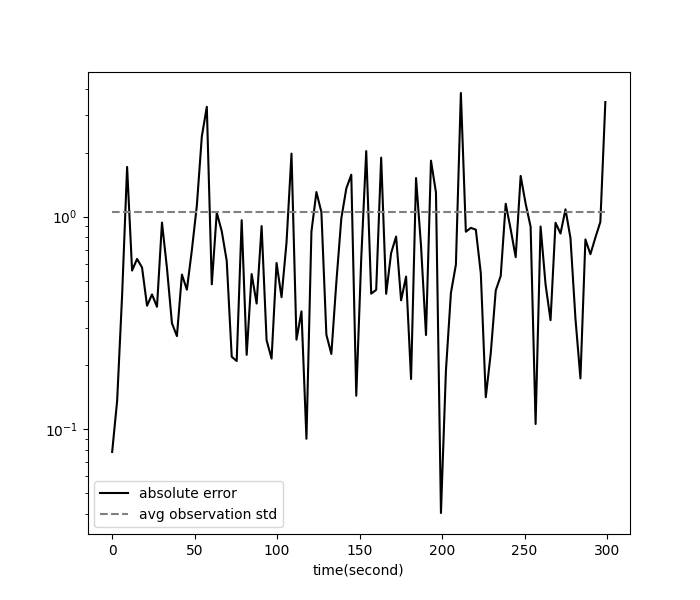 10⁰
10⁻¹
absolute error
avg observation std
0 50 100 150 200 250 300
time(second)